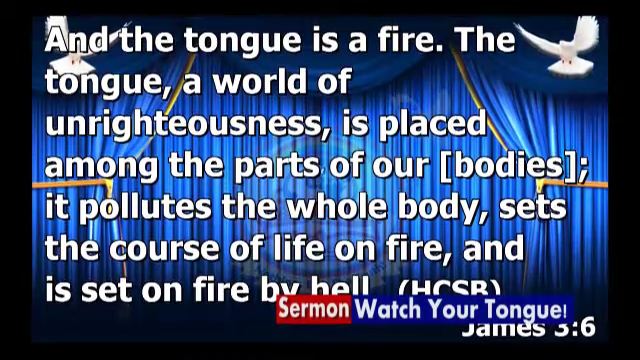 And the tongue is a fire. The
tongue, a world of
unrighteousness, is placed
among the parts of our [bodies];
it pollutes the whole body, sets
the course of life on fire, and
is set on fire by hell. (HCSB)
Sermon Watch Your Tongue!
James 3:6